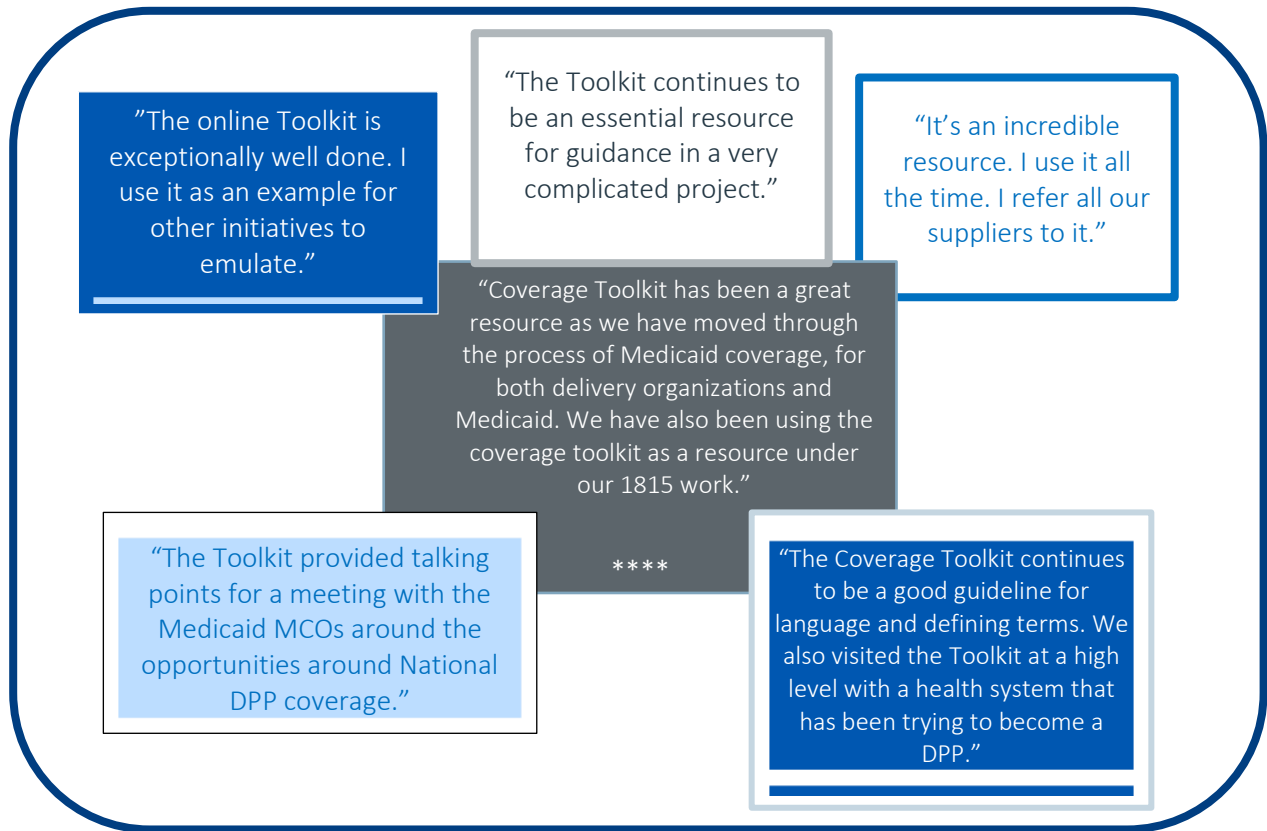 ”The online Toolkit is
exceptionally well done. I
use it as an example for
other initiatives to
emulate.”
“The Toolkit continues to
be an essential resource
for guidance in a very
complicated project.”
“It’s an incredible
resource. I use it all
the time. I refer all our
suppliers to it.”
“Coverage Toolkit has been a great
resource as we have moved through
the process of Medicaid coverage, for
both delivery organizations and
Medicaid. We have also been using the
coverage toolkit as a resource under
our 1815 work.”
****
“The Toolkit provided talking
points for a meeting with the
Medicaid MCOs around the
opportunities around National
DPP coverage.”
“The Coverage Toolkit continues
to be a good guideline for
language and defining terms. We
also visited the Toolkit at a high
level with a health system that
has been trying to become a
DPP.”